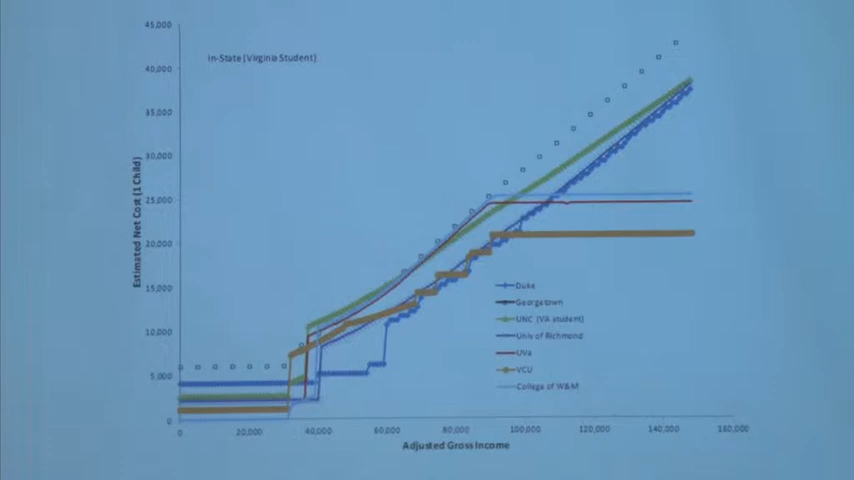 45,000
40,000
35,000
30,000
25,000
20,000
15,000
10,000
5,000
0
Estimated Net Cost (1 Child)
In-State (Virginia Student)
Duke
Georgetown
UNC (VA student)
Univ of Richmond
UVa
VCU
College of W&M
0
20,000
40,000
60,000
80,000
100,000
120,000
140,000
160,000
Adjusted Gross Income